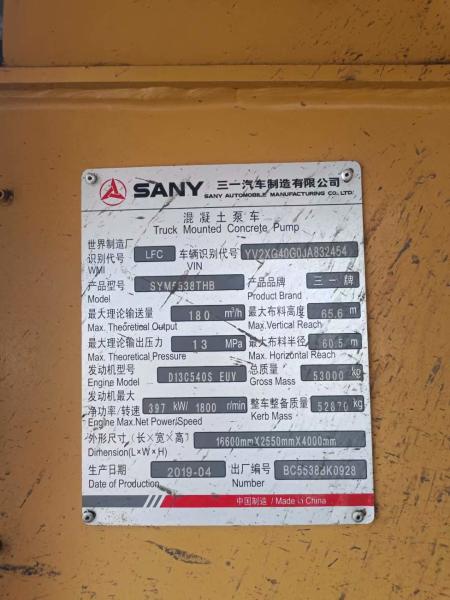 SANY 三一汽车制造有限公司
SANY AUTOMOBILE MANUFACTURING CO., LTD.
混凝土泵车
Truck Mounted Concrete Pump
世界制造厂
识别代号 LFC 车辆识别代号 YV2XG40G0JA832454
WMI VIN
产品型号 SYM5538THB 产品品牌 三一牌
Model Product Brand
最大理论输送量 180 m³/h 最大布料高度 65.6 m
Max. Theoretical Output Max.Vertical Reach
最大理论输出压力 13 MPa 最大布料半径 60.5 m
Max. Theoretical Pressure Max. Horizontal Reach
发动机型号 D13C540S EUV 总质量 53000 kg
Engine Model Gross Mass
发动机最大
净功率/转速 397 kW/ 1800 r/min 整车整备质量 52870 kg
Engine Max.Net Power/Speed Kerb Mass
外形尺寸(长×宽×高) 16600mmX2550mmX4000mm
Dimension(L×W×H)
生产日期 2019-04 出厂编号
Date of Production Number
中国制造 / Made in China